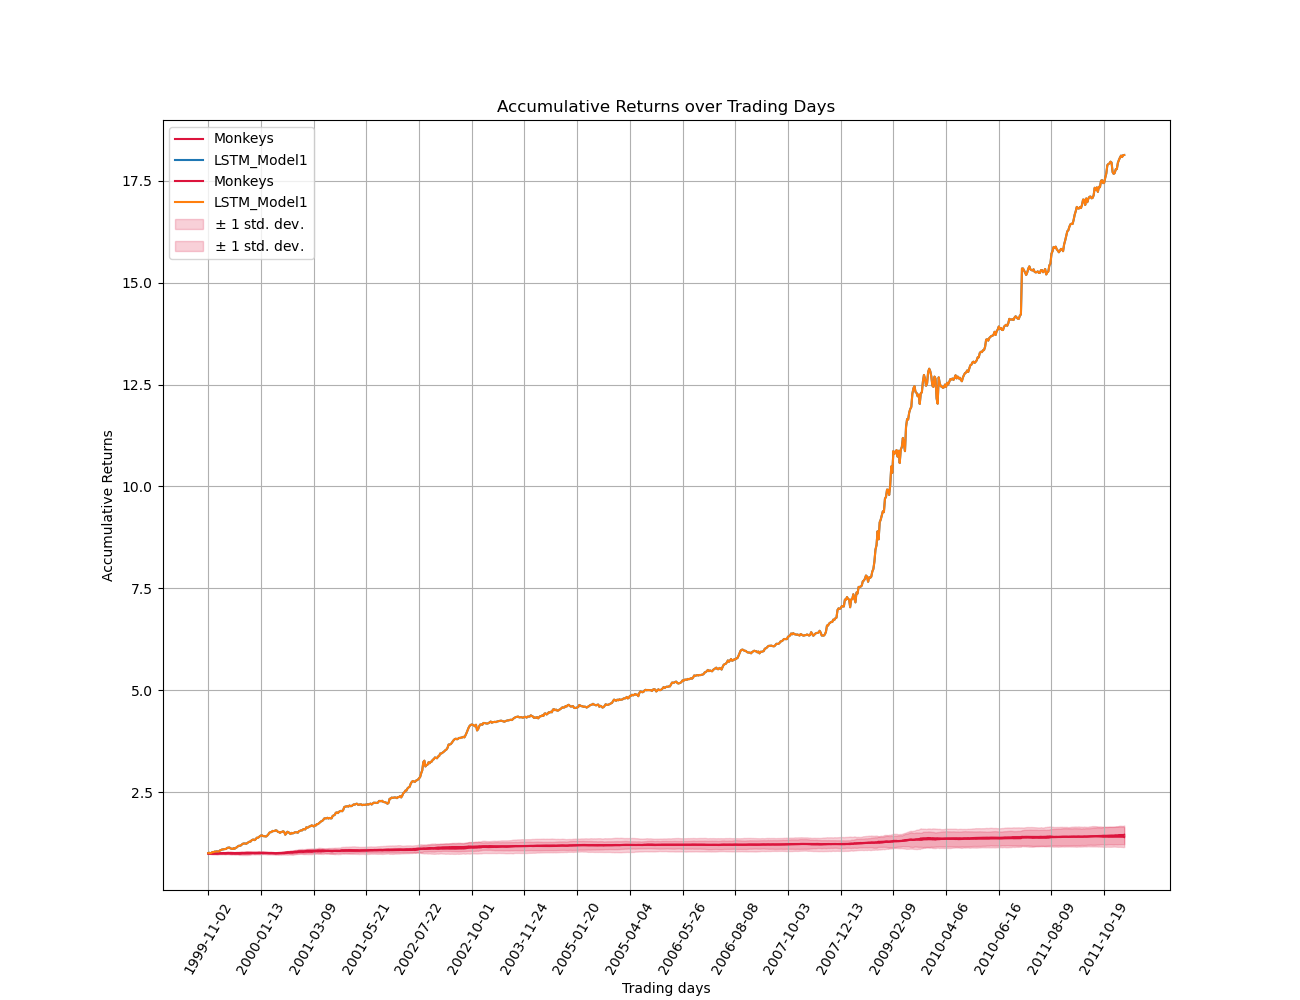 Accumulative Returns over Trading Days
Monkeys
LSTM_Model1
Monkeys
LSTM_Model1
± 1 std. dev.
± 1 std. dev.
17.5
15.0
12.5
10.0
7.5
5.0
2.5
Accumulative Returns
1999-11-02
2000-01-13
2001-03-09
2001-05-21
2002-07-22
2002-10-01
2003-11-24
2005-01-20
2005-04-04
2006-05-26
2006-08-08
2007-10-03
2007-12-13
2009-02-09
2010-04-06
2010-06-16
2011-08-09
2011-10-19
Trading days